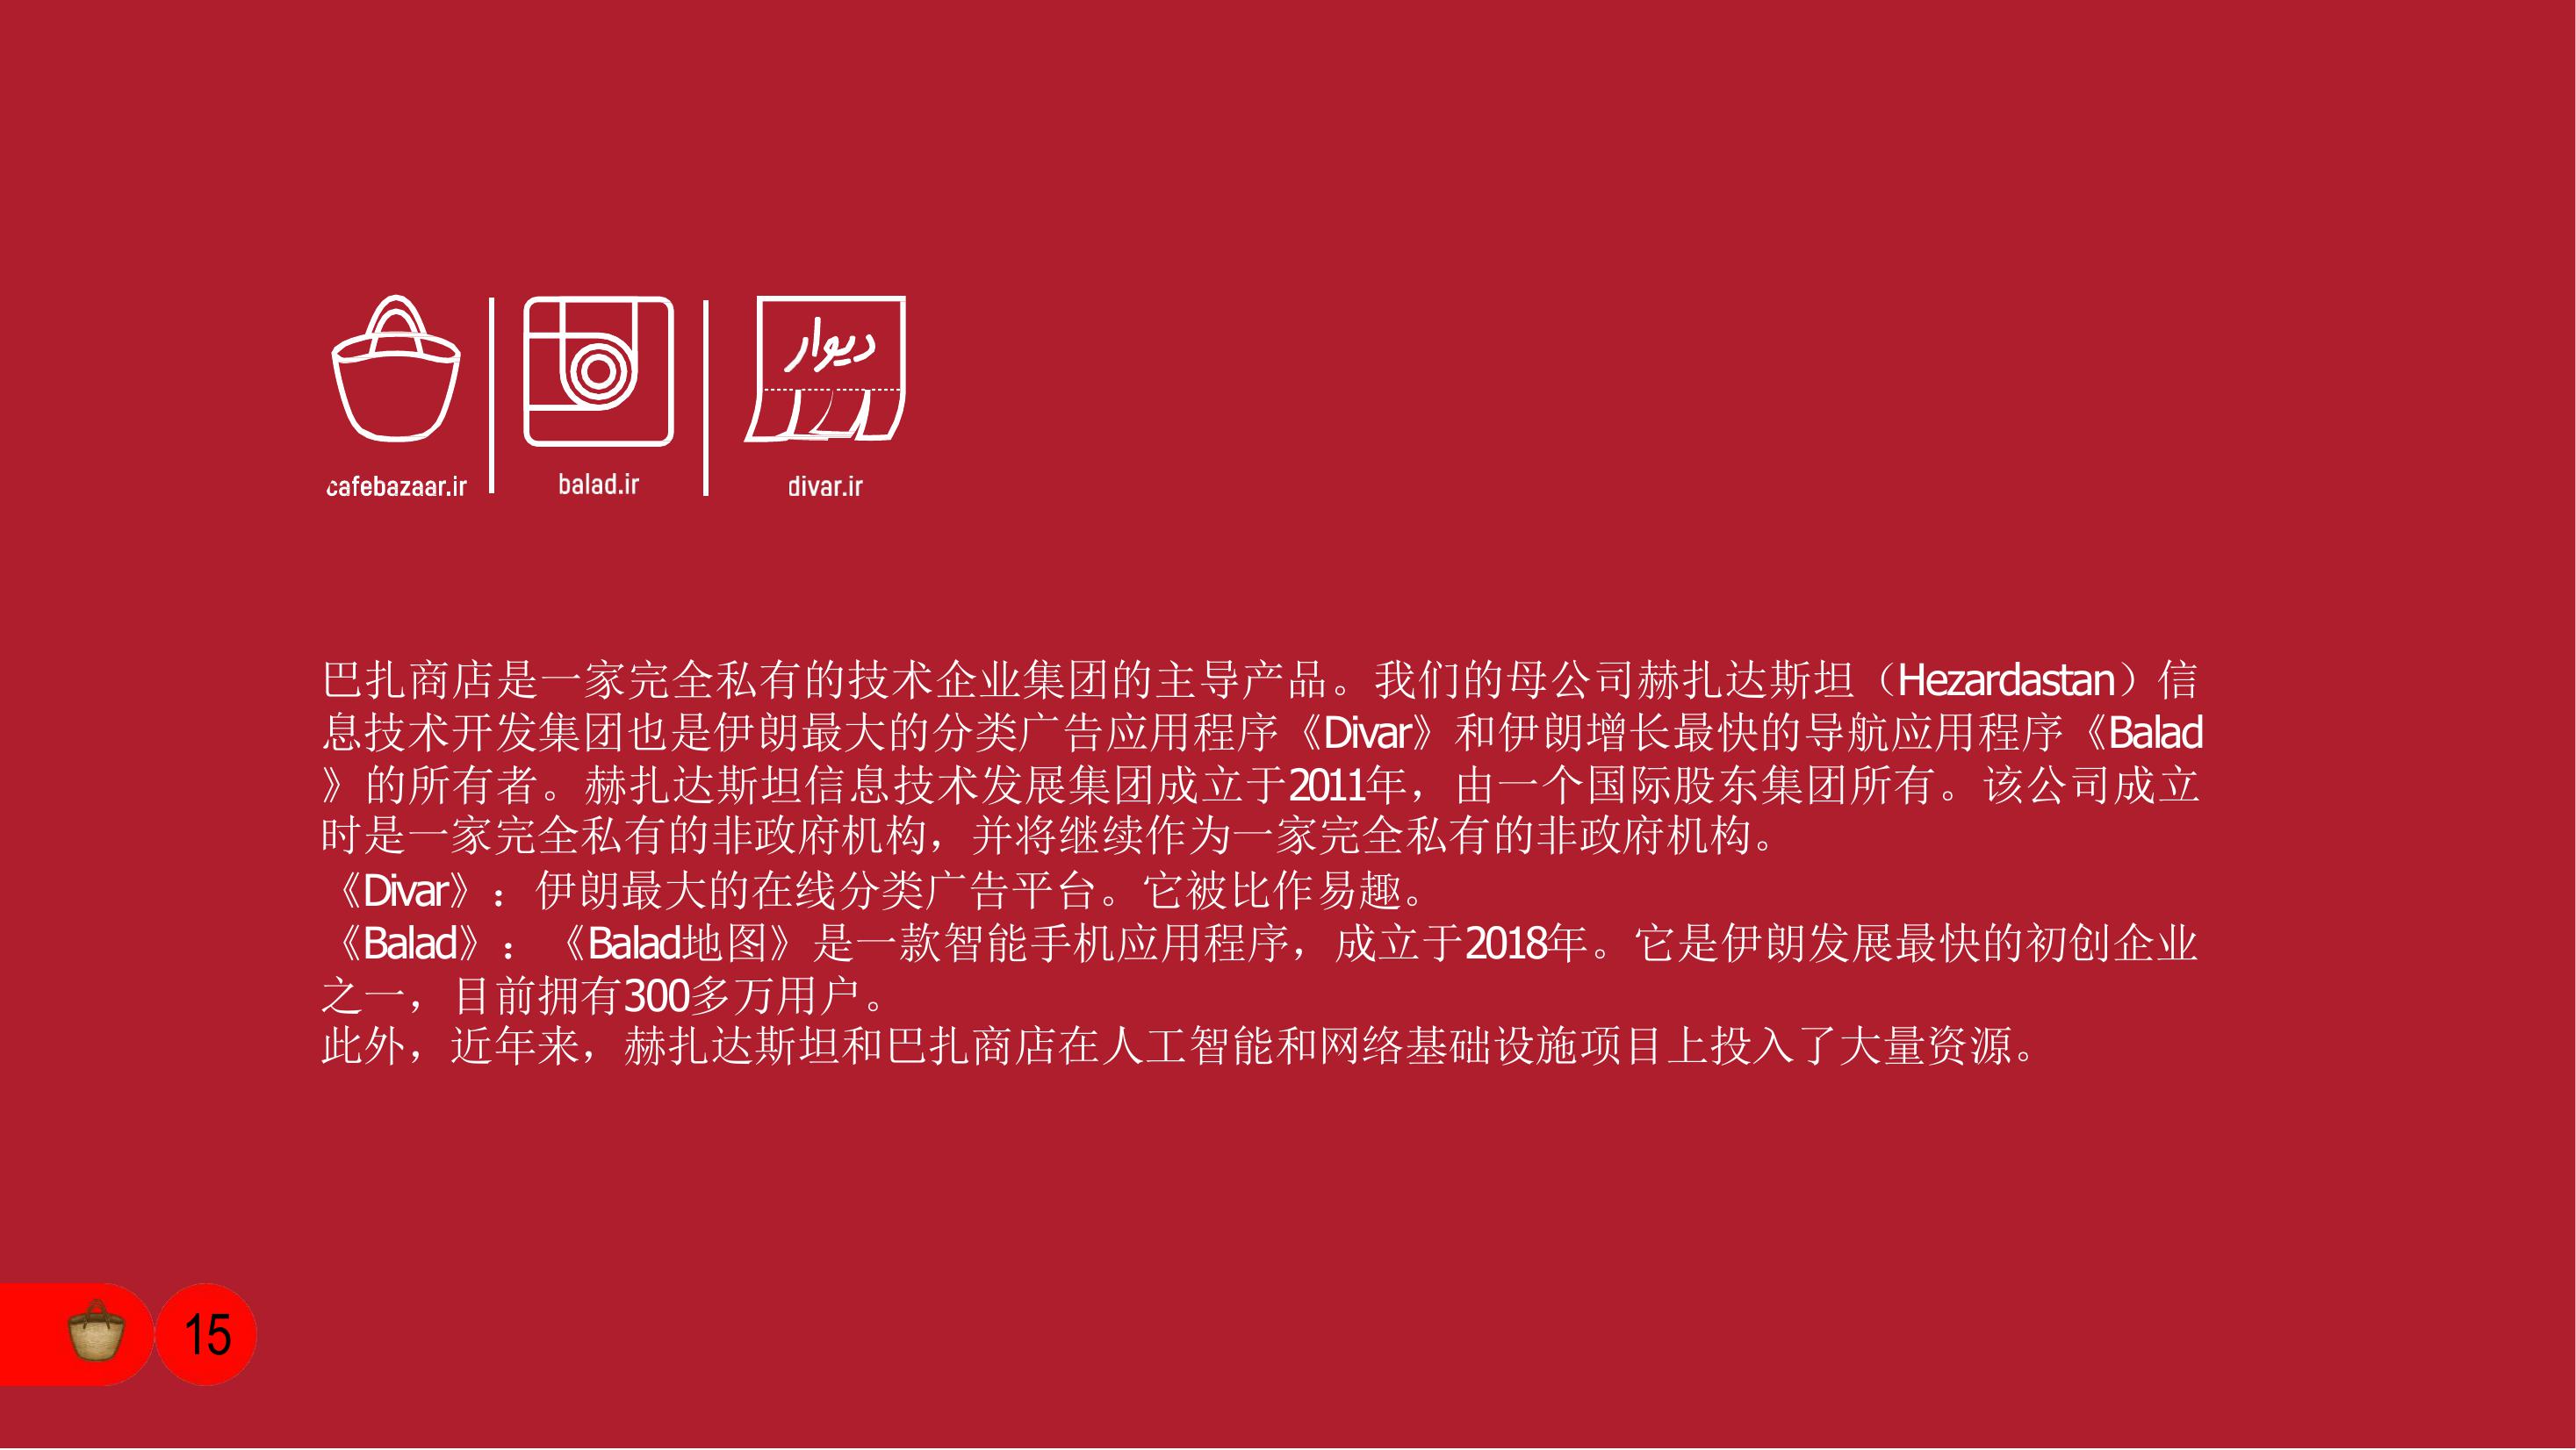 دیوار
cafebazaar.ir
balad.ir
divar.ir
巴扎商店是一家完全私有的技术企业集团的主导产品。我们的母公司赫扎达斯坦（Hezardastan）信
息技术开发集团也是伊朗最大的分类广告应用程序《Divar》和伊朗增长最快的导航应用程序《Balad
》的所有者。赫扎达斯坦信息技术发展集团成立于2011年，由一个国际股东集团所有。该公司成立
时是一家完全私有的非政府机构，并将继续作为一家完全私有的非政府机构。
《Divar》：伊朗最大的在线分类广告平台。它被比作易趣。
《Balad》：《Balad地图》是一款智能手机应用程序，成立于2018年。它是伊朗发展最快的初创企业
之一，目前拥有300多万用户。
此外，近年来，赫扎达斯坦和巴扎商店在人工智能和网络基础设施项目上投入了大量资源。
15